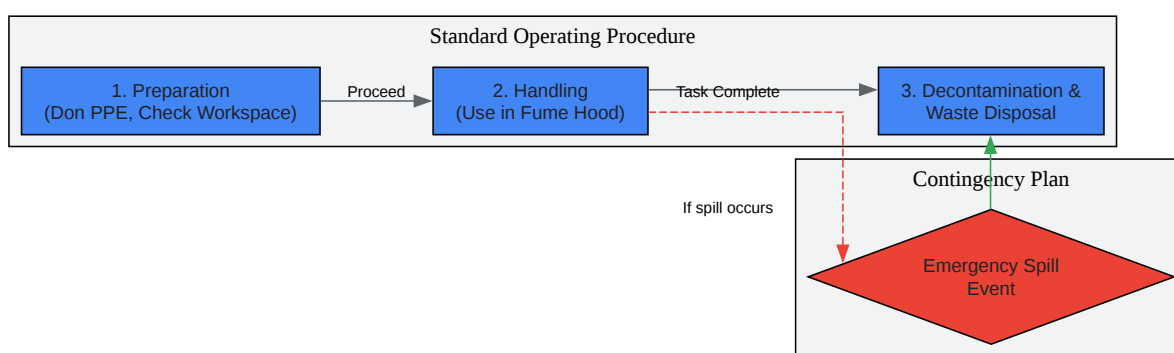 Standard Operating Procedure
1. Preparation
(Don PPE, Check Workspace)
Proceed
2. Handling
(Use in Fume Hood)
Task Complete
3. Decontamination &
Waste Disposal
Contingency Plan
If spill occurs
Emergency Spill
Event